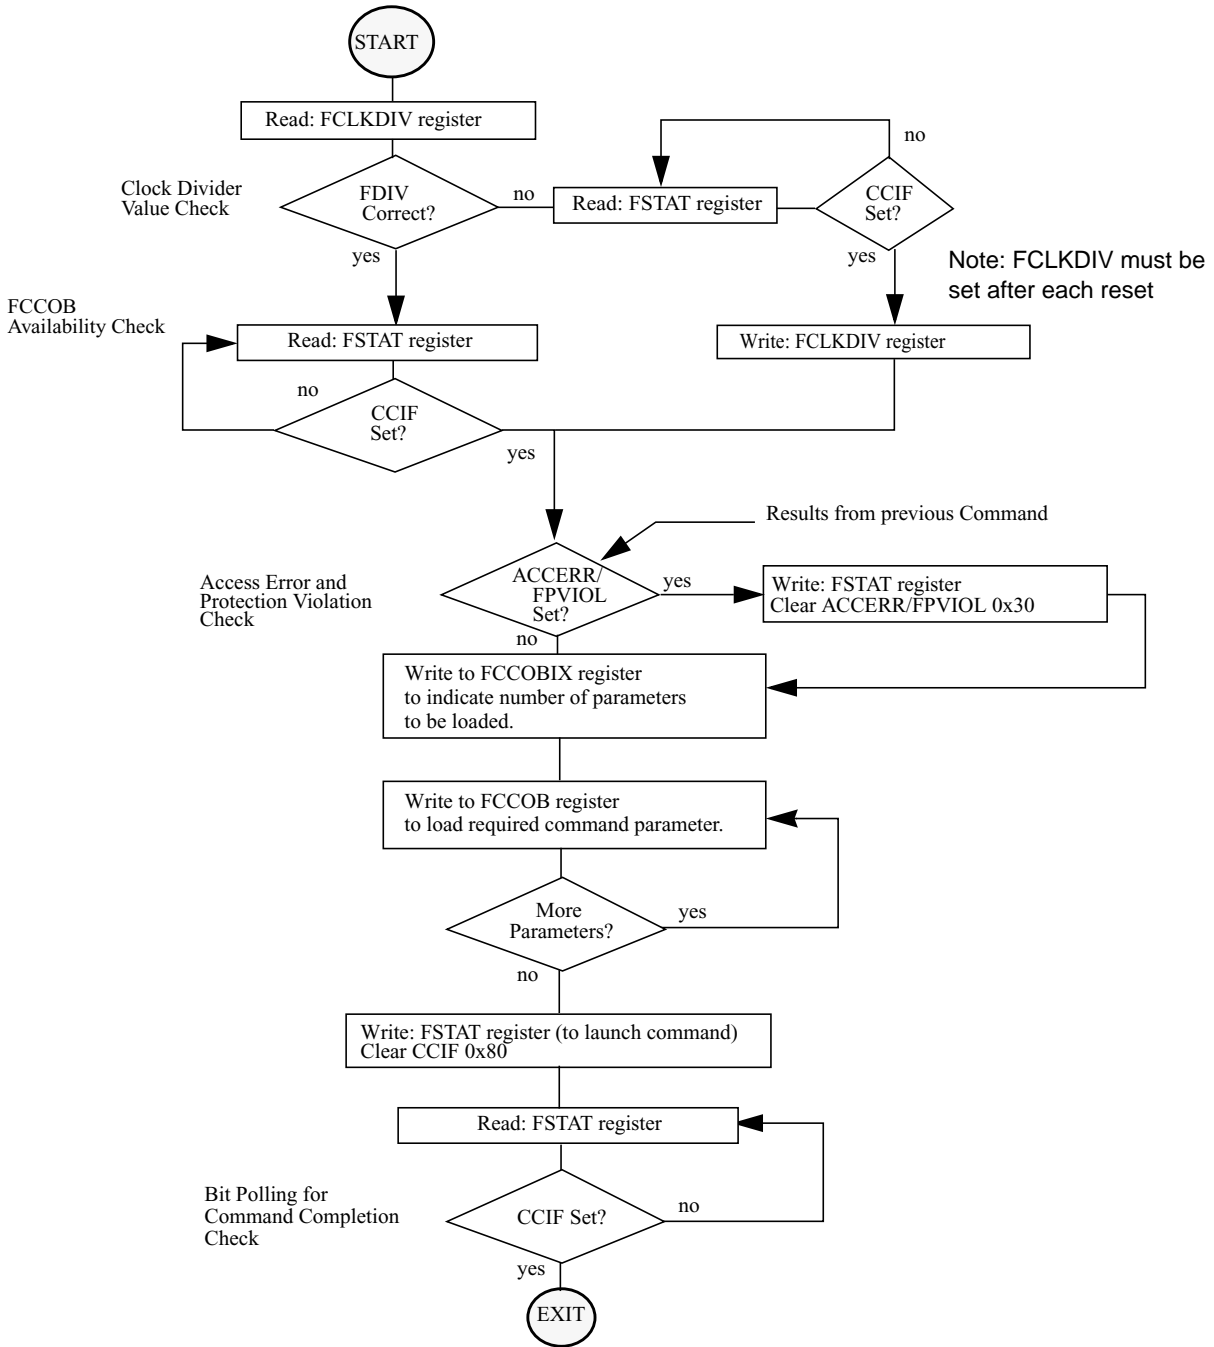 START
Read: FCLKDIV register
Clock Divider
Value Check
FDIV
Correct?
no
Read: FSTAT register
CCIF
Set?
no
yes
yes
Note: FCLKDIV must be
set after each reset
FCCOB
Availability Check
Read: FSTAT register
Write: FCLKDIV register
no
CCIF
Set?
yes
Results from previous Command
Access Error and
Protection Violation
Check
ACCERR/
FPVIOL
Set?
yes
Write: FSTAT register
Clear ACCERR/FPVIOL 0x30
no
Write to FCCOBIX register
to indicate number of parameters
to be loaded.
Write to FCCOB register
to load required command parameter.
More
Parameters?
yes
no
Write: FSTAT register (to launch command)
Clear CCIF 0x80
Read: FSTAT register
Bit Polling for
Command Completion
Check
CCIF Set?
no
yes
EXIT